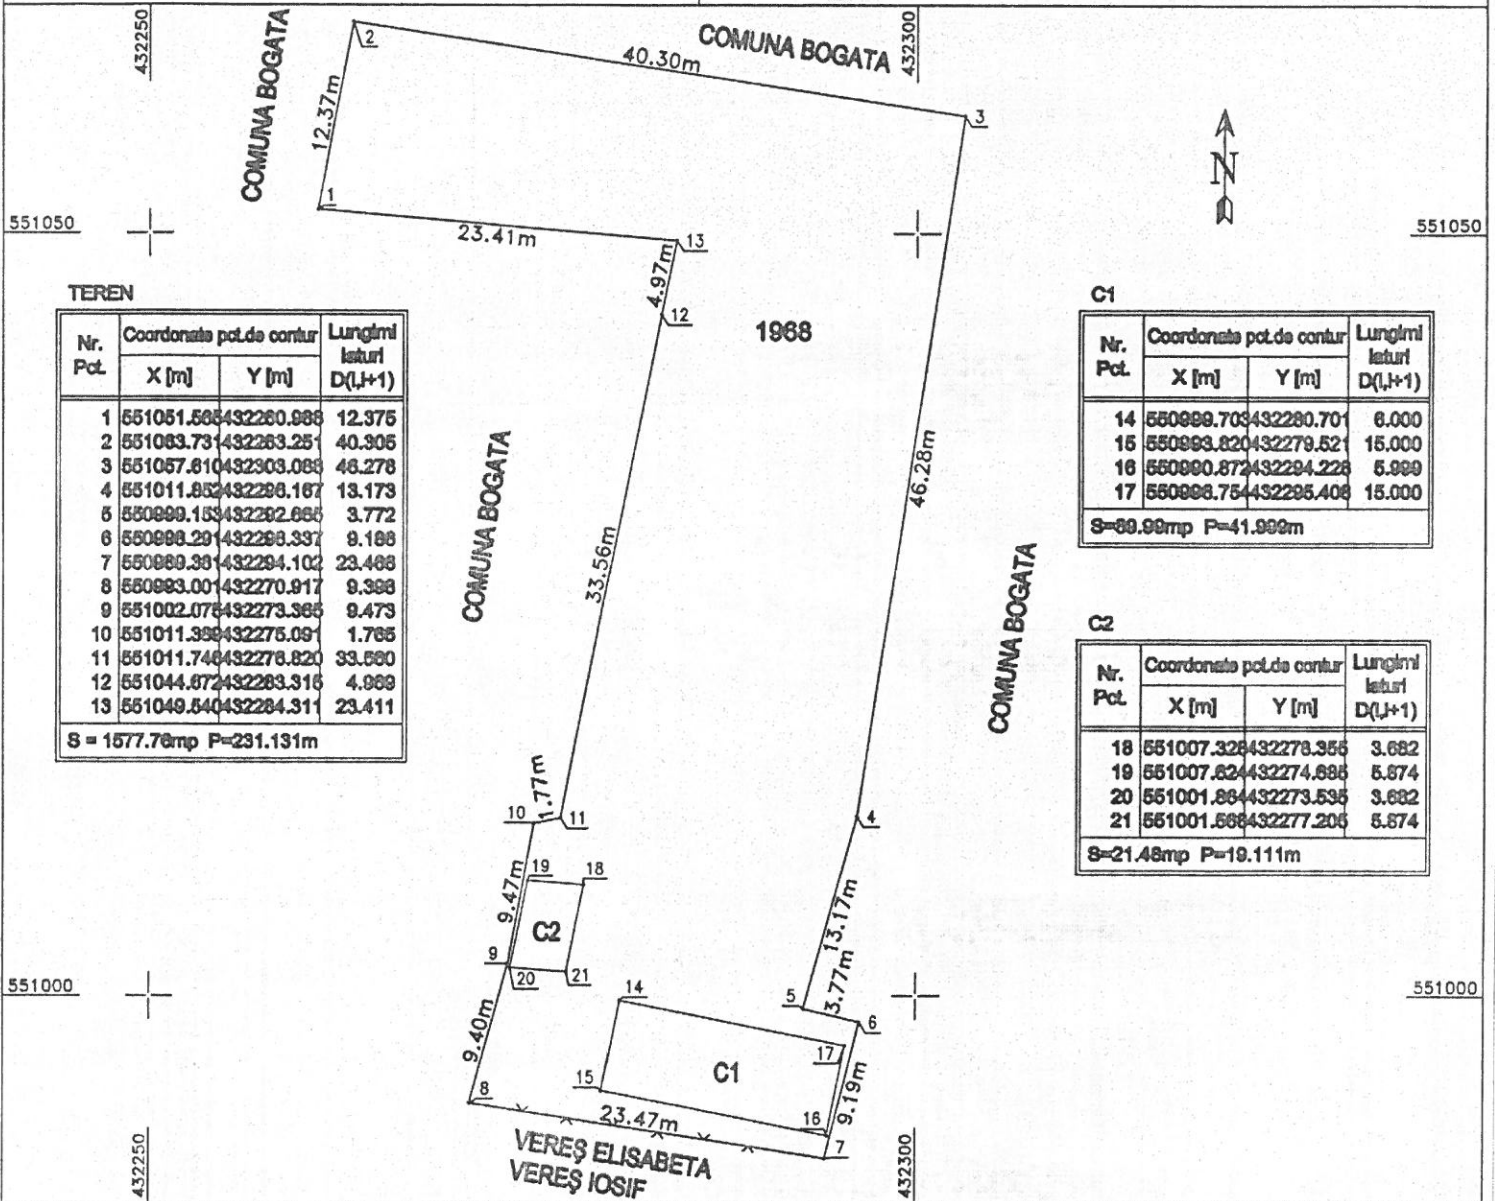 432250
432300
COMUNA BOGATA
2
40.30m
COMUNA BOGATA
3
12.37m
N
1
551050
23.41m
13
551050
4.97m
12
1968
TEREN
Nr. Pct. Coordonate pct.de contur Lungimi laturi D(i,i+1)
X [m] Y [m]
1 551051.565 432260.988 12.375
2 551063.731 432263.251 40.305
3 551057.610 432303.088 46.278
4 551011.852 432296.167 13.173
5 550999.153 432292.665 3.772
6 550998.291 432296.337 9.186
7 550989.381 432294.102 23.466
8 550993.001 432270.917 9.398
9 551002.075 432273.365 9.473
10 551011.389 432275.091 1.765
11 551011.746 432276.820 33.560
12 551044.672 432283.315 4.969
13 551049.540 432284.311 23.411
S = 1577.76mp P=231.131m
C1
Nr. Pct. Coordonate pct.de contur Lungimi laturi D(i,i+1)
X [m] Y [m]
14 550999.703 432280.701 6.000
15 550993.820 432279.521 15.000
16 550990.872 432294.228 5.999
17 550996.754 432295.408 15.000
S=89.99mp P=41.999m
COMUNA BOGATA
33.56m
46.28m
COMUNA BOGATA
C2
Nr. Pct. Coordonate pct.de contur Lungimi laturi D(i,i+1)
X [m] Y [m]
18 551007.328 432278.355 3.682
19 551007.624 432274.685 5.874
20 551001.864 432273.535 3.682
21 551001.568 432277.205 5.874
S=21.48mp P=19.111m
1.77m
10
11
4
19
18
9.47m
C2
13.17m
9
20
21
551000
14
3.77m
5
6
551000
9.40m
17
C1
15
9.19m
8
23.47m
16
7
VEREŞ ELISABETA
VEREŞ IOSIF
432250
432300